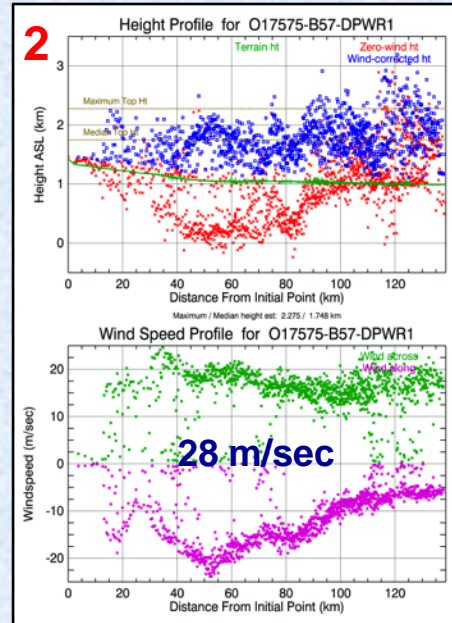 2
Height Profile for O17575-B57-DPWR1
Terrain ht
Zero-wind ht
Wind-corrected ht
Maximum Top Ht
Median Top Ht
Height ASL (km)
3
2
1
0
0 20 40 60 80 100 120
Distance From Initial Point (km)
Maximum / Median height est: 2.275 / 1.748 km
Wind Speed Profile for O17575-B57-DPWR1
Wind across
Wind along
Windspeed (m/sec)
20
10
0
-10
-20
28 m/sec
0 20 40 60 80 100 120
Distance From Initial Point (km)